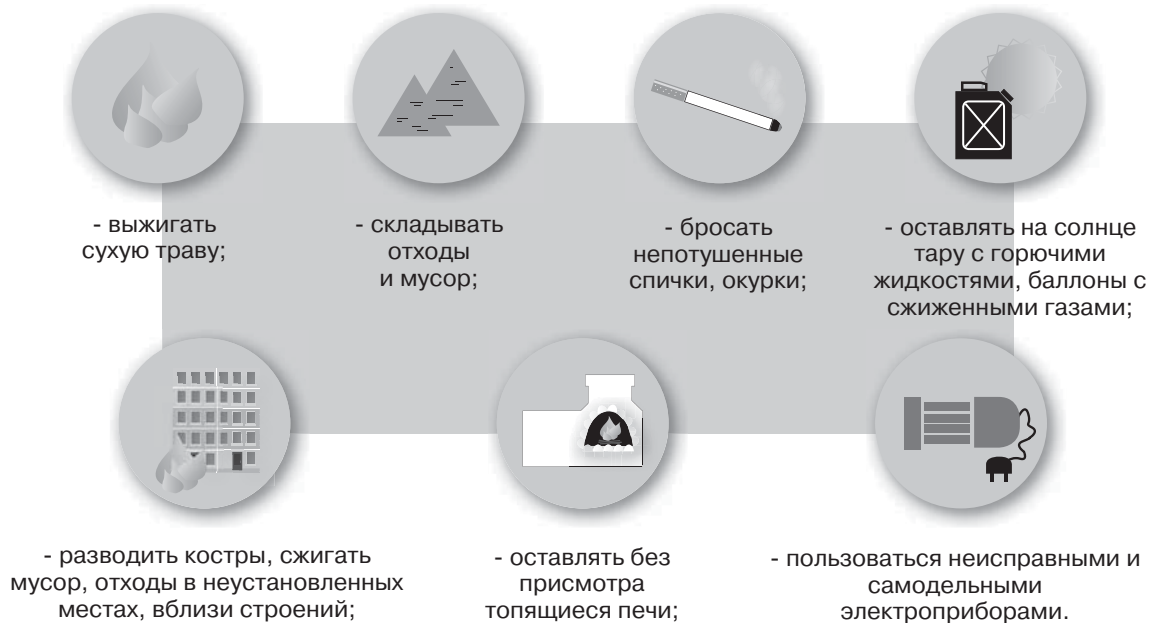 - выжигать
сухую траву;
- складывать
отходы
и мусор;
- бросать
непотушенные
спички, окурки;
- оставлять на солнце
тару с горючими
жидкостями, баллоны с
сжиженными газами;
- разводить костры, сжигать
мусор, отходы в неустановленных
местах, вблизи строений;
- оставлять без
присмотра
топящиеся печи;
- пользоваться неисправными и
самодельными
электроприборами.